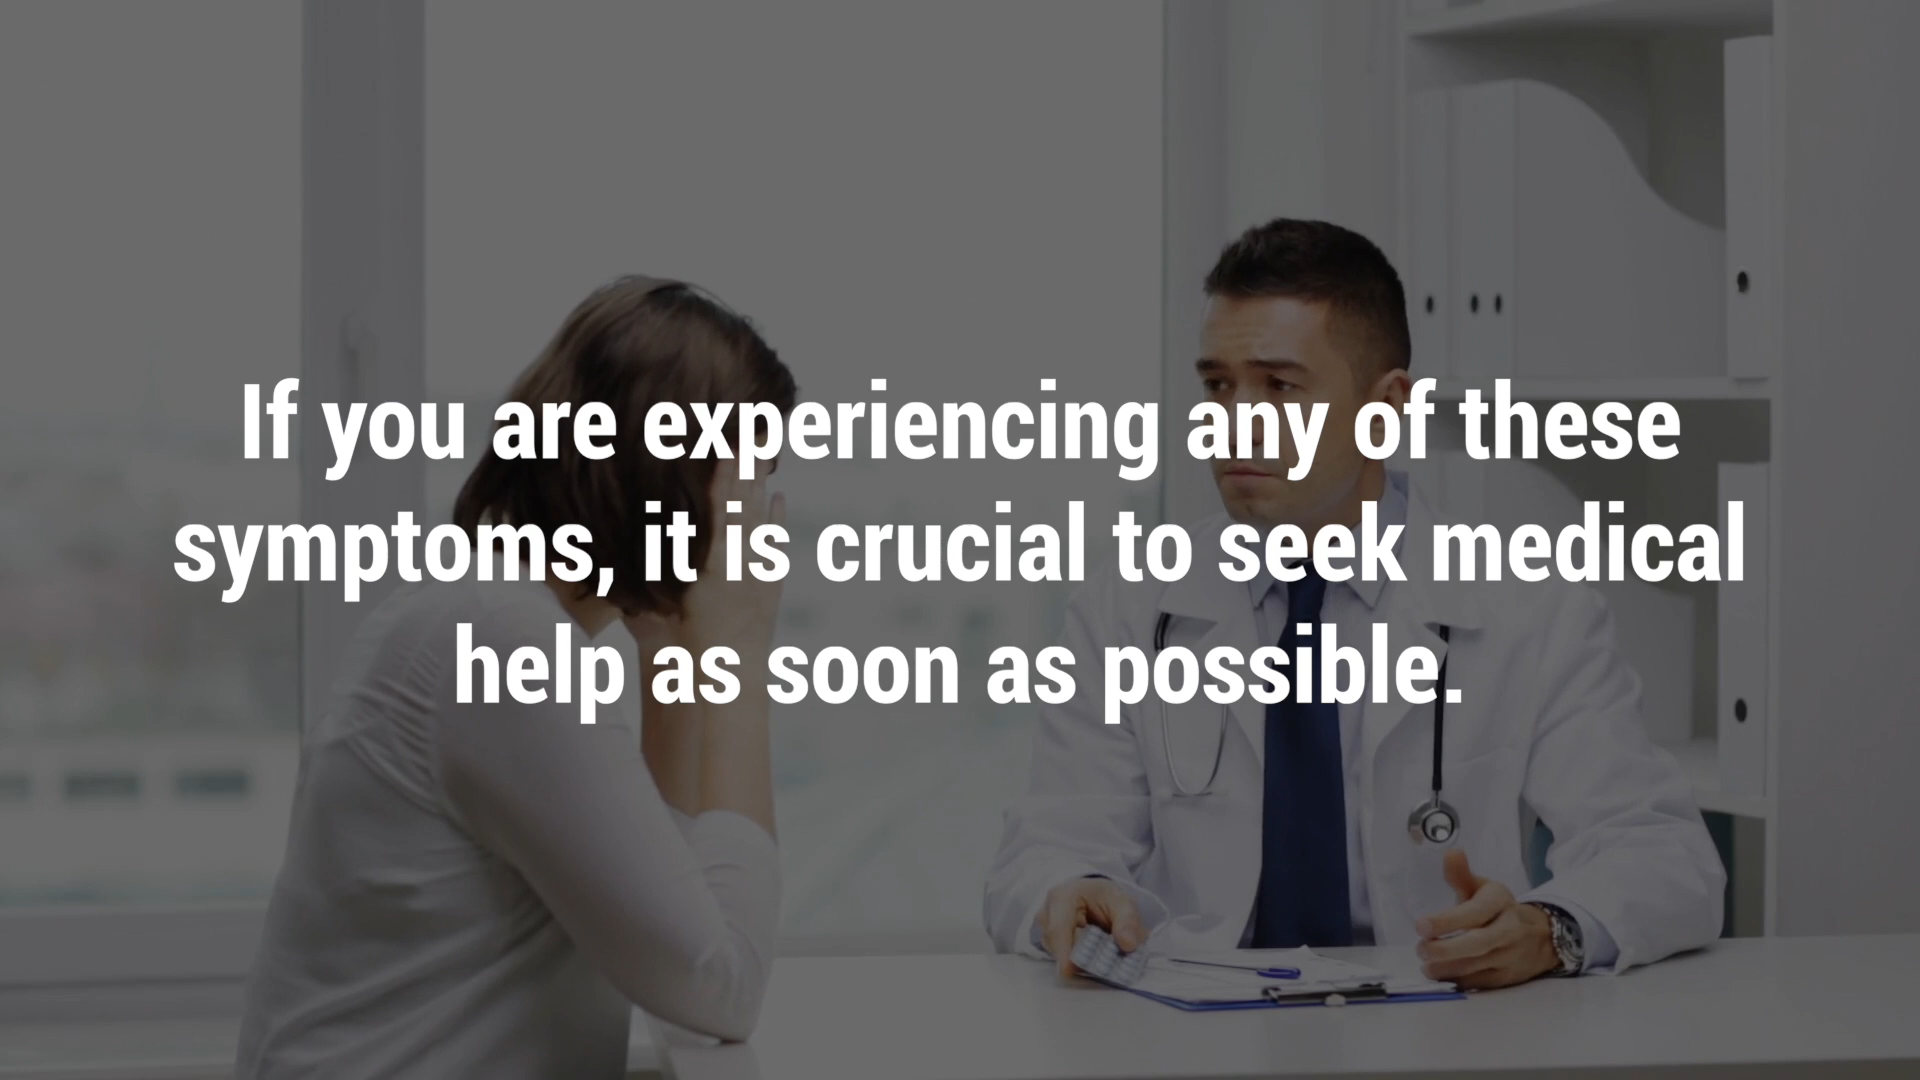 If you are experiencing any of these
symptoms, it is crucial to seek medical
help as soon as possible.